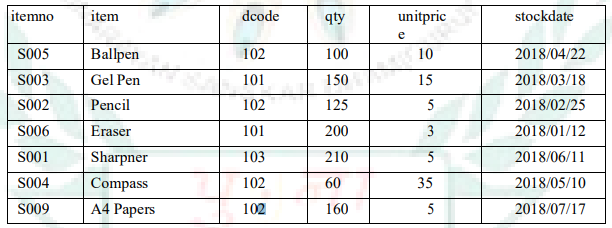 itemno item dcode qty unitpric
e stockdate
S005 Ballpen 102 100 10 2018/04/22
S003 Gel Pen 101 150 15 2018/03/18
S002 Pencil 102 125 5 2018/02/25
S006 Eraser 101 200 3 2018/01/12
S001 Sharpner 103 210 5 2018/06/11
S004 Compass 102 60 35 2018/05/10
S009 A4 Papers 102 160 5 2018/07/17